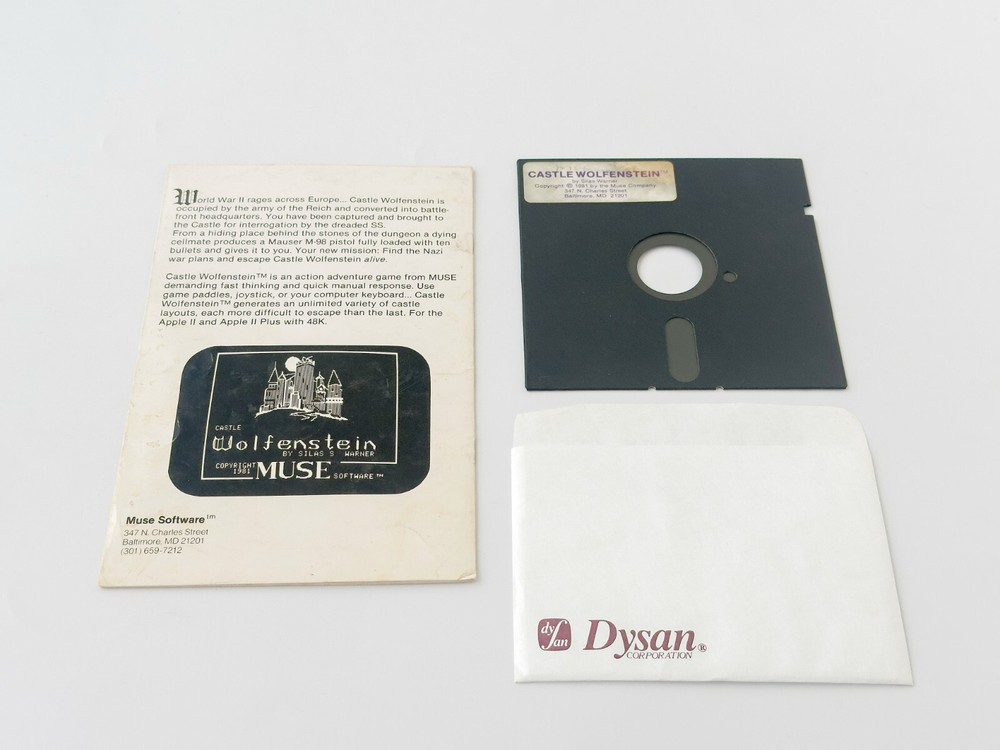 World War II rages across Europe... Castle Wolfenstein is
occupied by the army of the Reich and converted into battle-
front headquarters. You have been captured and brought to
the Castle for interrogation by the dreaded SS.
From a hiding place behind the stones of the dungeon a dying
cellmate produces a Mauser M-98 pistol fully loaded with ten
bullets and gives it to you. Your new mission: Find the Nazi
war plans and escape Castle Wolfenstein alive.
Castle Wolfenstein™ is an action adventure game from MUSE
demanding fast thinking and quick manual response. Use
game paddles, joystick, or your computer keyboard... Castle
Wolfenstein™ generates an unlimited variety of castle
layouts, each more difficult to escape than the last. For the
Apple II and Apple II Plus with 48K.
CASTLE
Wolfenstein
BY SILAS S WARNER
COPYRIGHT
1981
MUSE SOFTWARE™
Muse Software™
347 N. Charles Street
Baltimore, MD 21201
(301) 659-7212
CASTLE WOLFENSTEIN™
by Silas Warner
Copyright © 1981 by the Muse Company
347 N. Charles Street
Baltimore, MD 21201
dysan
Dysan®
CORPORATION